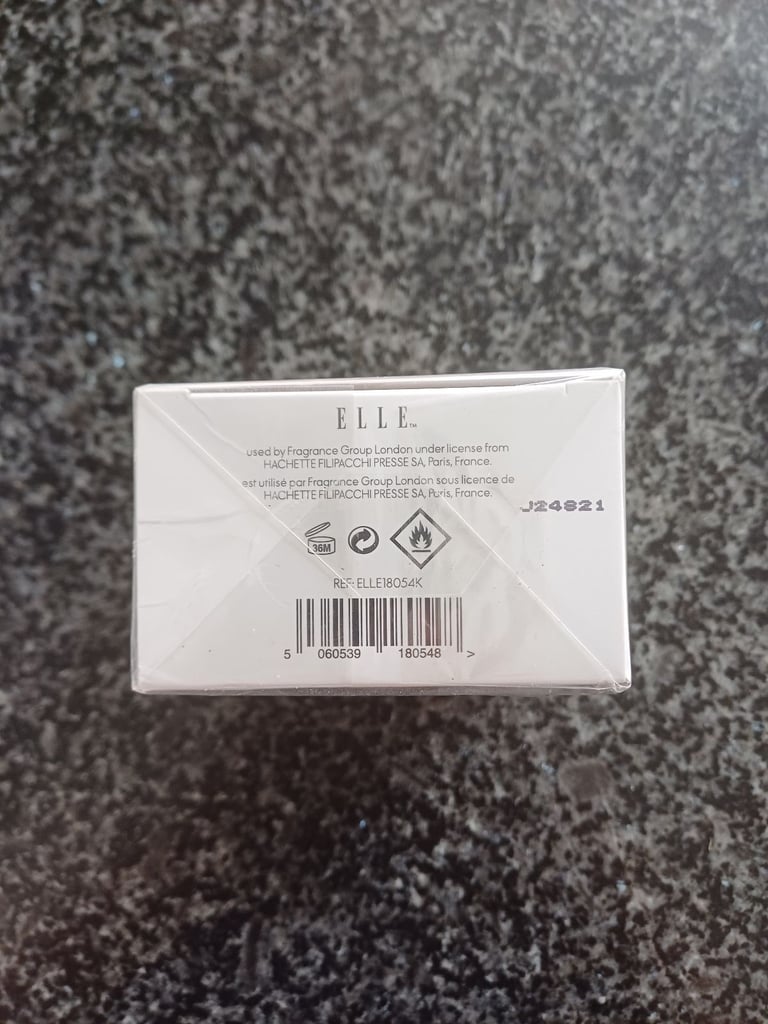 ELLE™
used by Fragrance Group London under license from
HACHETTE FILIPACCHI PRESSE SA, Paris, France.
est utilisé par Fragrance Group London sous licence de
HACHETTE FILIPACCHI PRESSE SA, Paris, France.
J24821
36M
REF: ELLE18054K
5 060539 180548 >